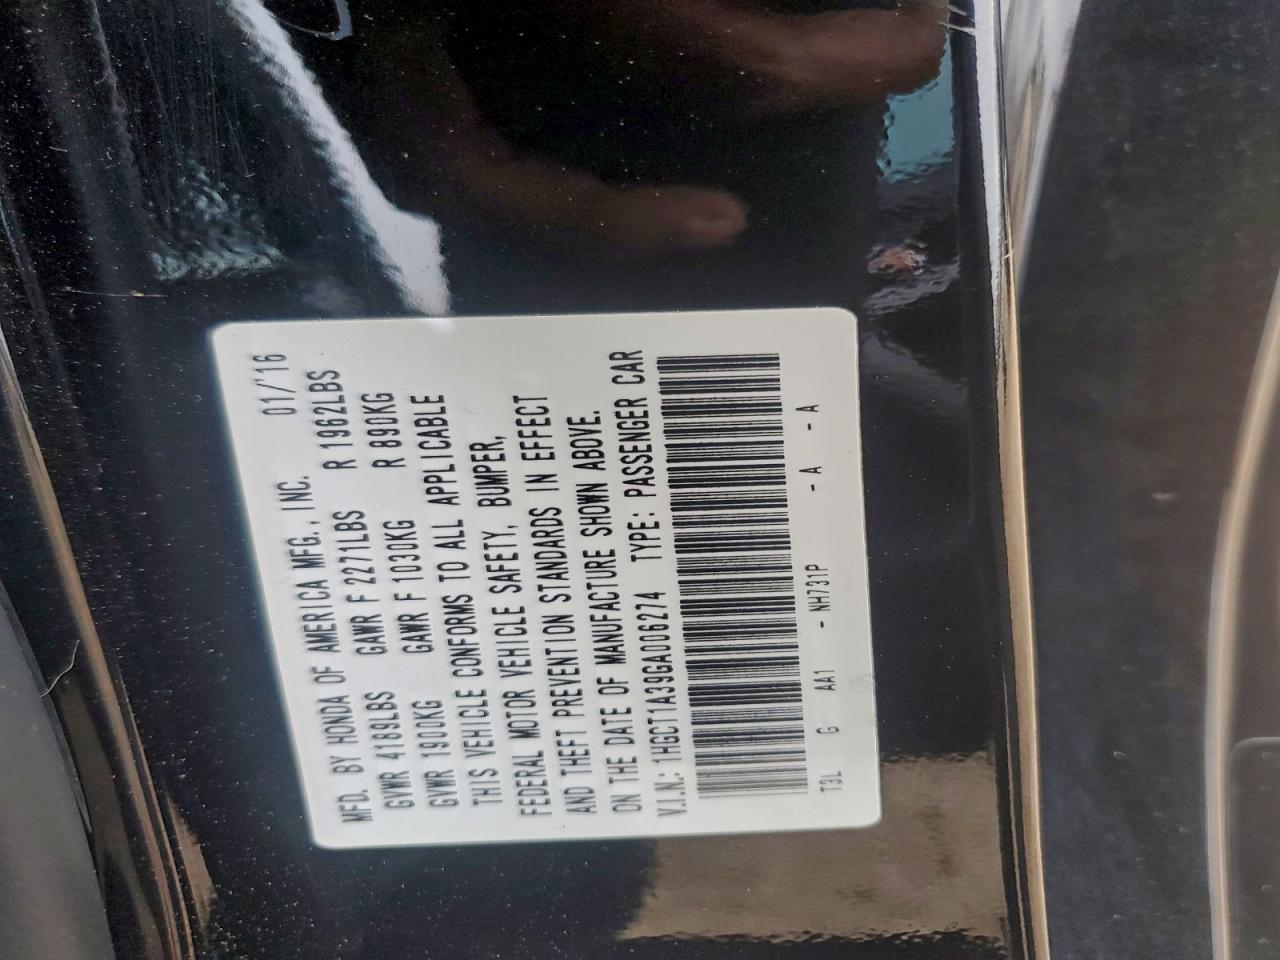 MFD. BY HONDA OF AMERICA MFG., INC. 01/'16
GVWR 4189LBS GAWR F 2271LBS R 1962LBS
GVWR 1900KG GAWR F 1030KG R 890KG
THIS VEHICLE CONFORMS TO ALL APPLICABLE
FEDERAL MOTOR VEHICLE SAFETY, BUMPER,
AND THEFT PREVENTION STANDARDS IN EFFECT
ON THE DATE OF MANUFACTURE SHOWN ABOVE.
V.I.N.: 1HGCT1A39GA006274 TYPE: PASSENGER CAR
T3L G AA1 - NH731P - A - A